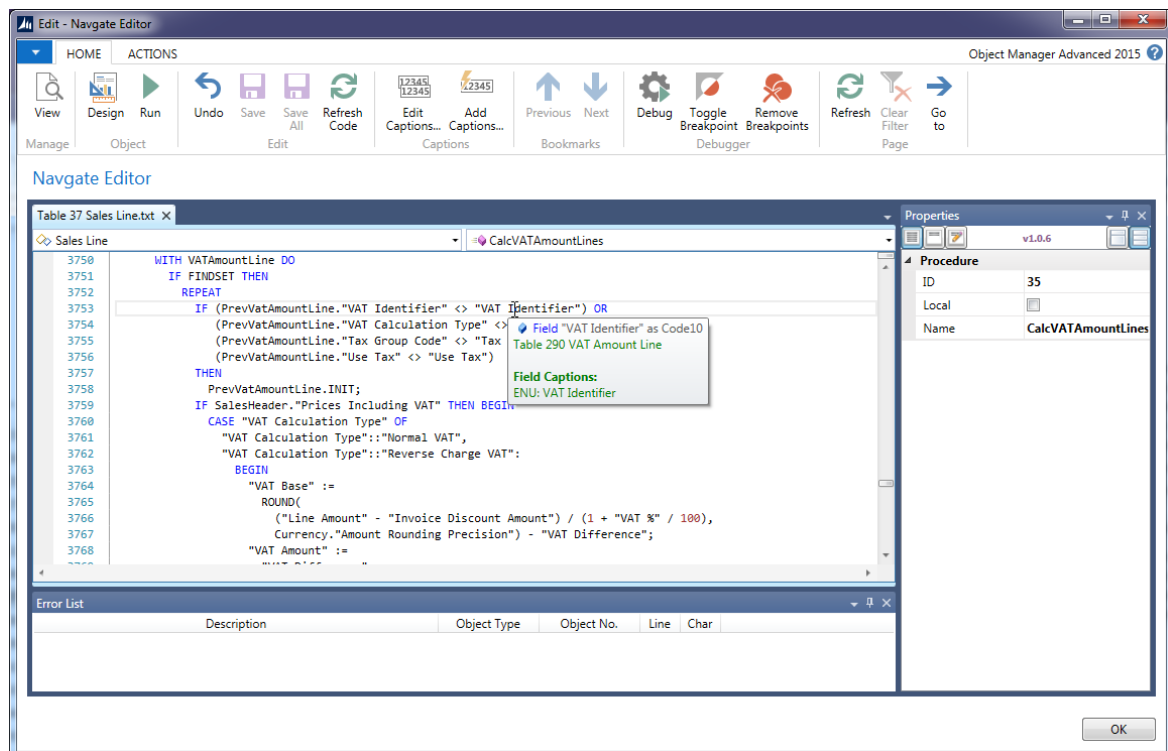 Edit - Navgate Editor
HOME ACTIONS Object Manager Advanced 2015
View Design Run Undo Save Save All Refresh Code Edit Captions... Add Captions... Previous Next Debug Toggle Breakpoint Remove Breakpoints Refresh Clear Filter Go to
Manage Object Edit Captions Bookmarks Debugger Page
Navgate Editor
Table 37 Sales Line.txt
Sales Line CalcVATAmountLines
3750 WITH VATAmountLine DO
3751 IF FINDSET THEN
3752 REPEAT
3753 IF (PrevVatAmountLine."VAT Identifier" <> "VAT Identifier") OR
3754 (PrevVatAmountLine."VAT Calculation Type" <>
3755 (PrevVatAmountLine."Tax Group Code" <> "Tax
3756 (PrevVatAmountLine."Use Tax" <> "Use Tax")
3757 THEN
3758 PrevVatAmountLine.INIT;
3759 IF SalesHeader."Prices Including VAT" THEN BEGIN
3760 CASE "VAT Calculation Type" OF
3761 "VAT Calculation Type"::"Normal VAT",
3762 "VAT Calculation Type"::"Reverse Charge VAT":
3763 BEGIN
3764 "VAT Base" :=
3765 ROUND(
3766 ("Line Amount" - "Invoice Discount Amount") / (1 + "VAT %" / 100),
3767 Currency."Amount Rounding Precision") - "VAT Difference";
3768 "VAT Amount" :=
Field "VAT Identifier" as Code10
Table 290 VAT Amount Line
Field Captions:
ENU: VAT Identifier
Properties
v1.0.6
Procedure
ID 35
Local
Name CalcVATAmountLines
Error List
Description Object Type Object No. Line Char
OK